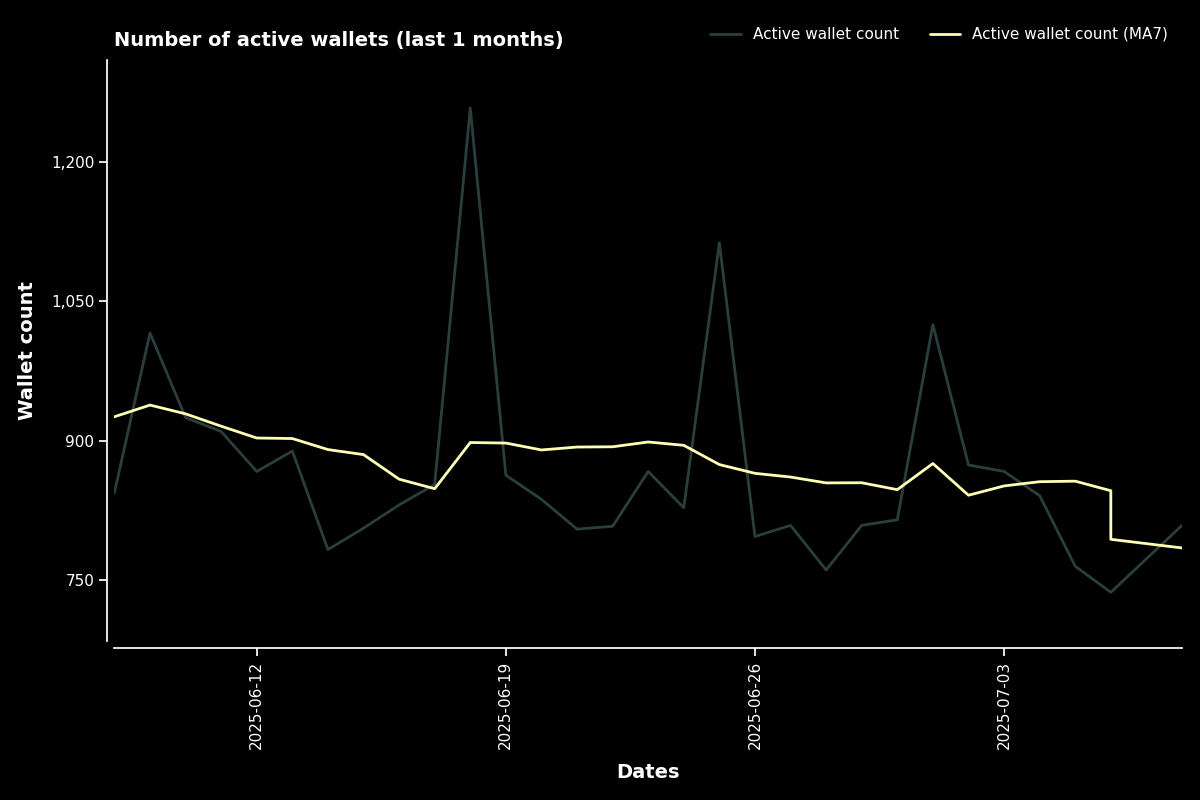 Number of active wallets (last 1 months)
Active wallet count
Active wallet count (MA7)
Wallet count
1,200
1,050
900
750
2025-06-12
2025-06-19
2025-06-26
2025-07-03
Dates